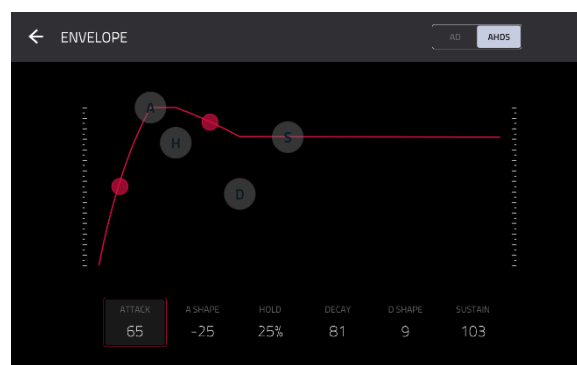 ENVELOPE
AD AHDS
A
H
S
D
ATTACK A SHAPE HOLD DECAY D SHAPE SUSTAIN
65 -25 25% 81 9 103